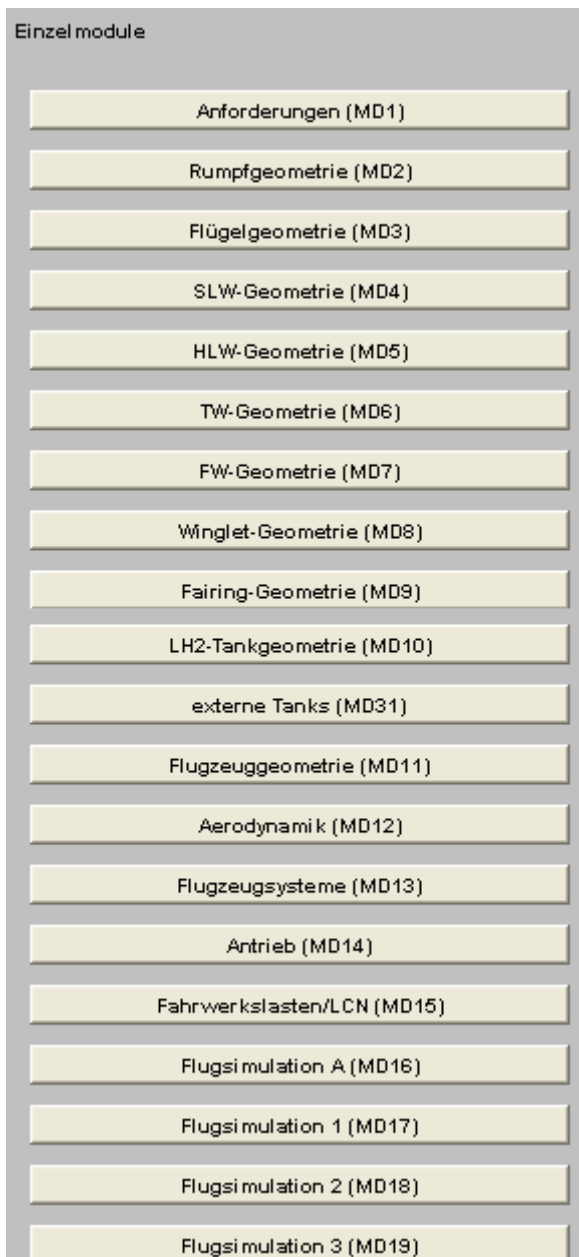 Einzelmodule
Anforderungen (MD1)
Rumpfgeometrie (MD2)
Flügelgeometrie (MD3)
SLW-Geometrie (MD4)
HLW-Geometrie (MD5)
TW-Geometrie (MD6)
FW-Geometrie (MD7)
Winglet-Geometrie (MD8)
Fairing-Geometrie (MD9)
LH2-Tankgeometrie (MD10)
externe Tanks (MD31)
Flugzeuggeometrie (MD11)
Aerodynamik (MD12)
Flugzeugsysteme (MD13)
Antrieb (MD14)
Fahrwerkslasten/LCN (MD15)
Flugsimulation A (MD16)
Flugsimulation 1 (MD17)
Flugsimulation 2 (MD18)
Flugsimulation 3 (MD19)